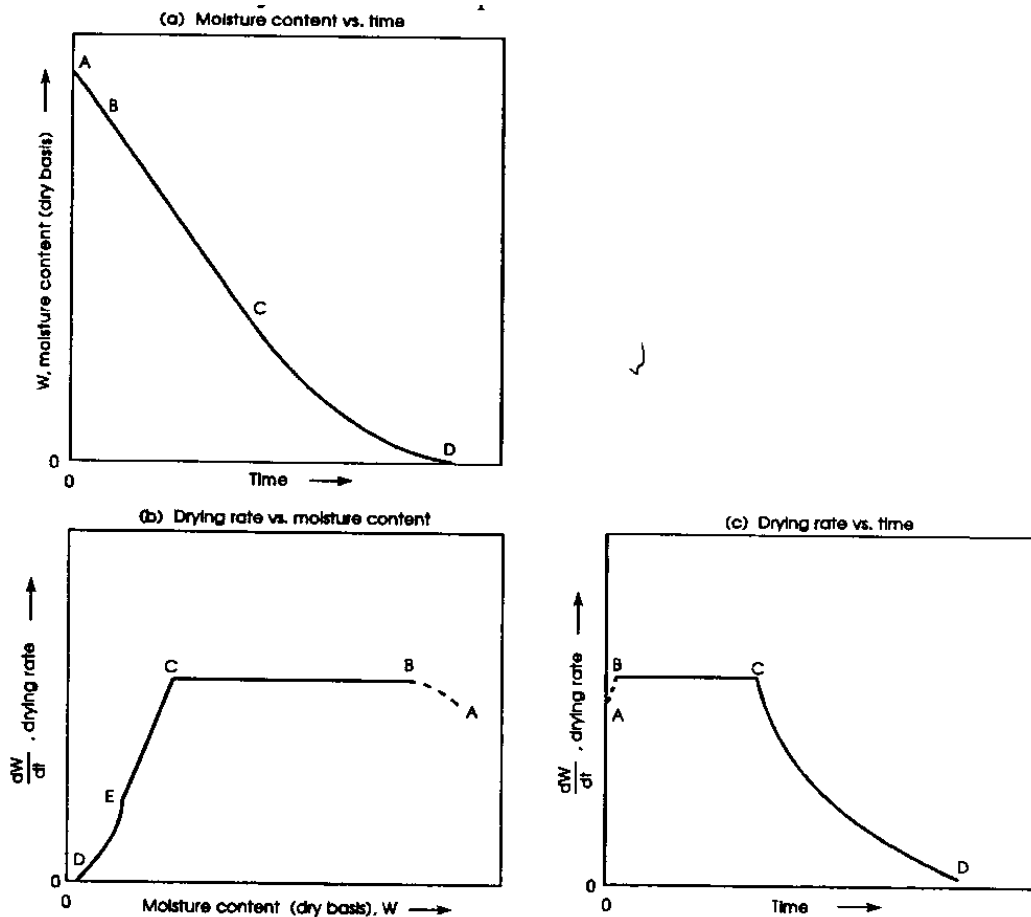 (a) Moisture content vs. time
A
B
W, moisture content (dry basis)
C
D
0
0
Time
(b) Drying rate vs. moisture content
C
B
A
dW/dt, drying rate
E
D
0
0
Moisture content (dry basis), W
(c) Drying rate vs. time
B
C
A
dW/dt, drying rate
D
0
0
Time